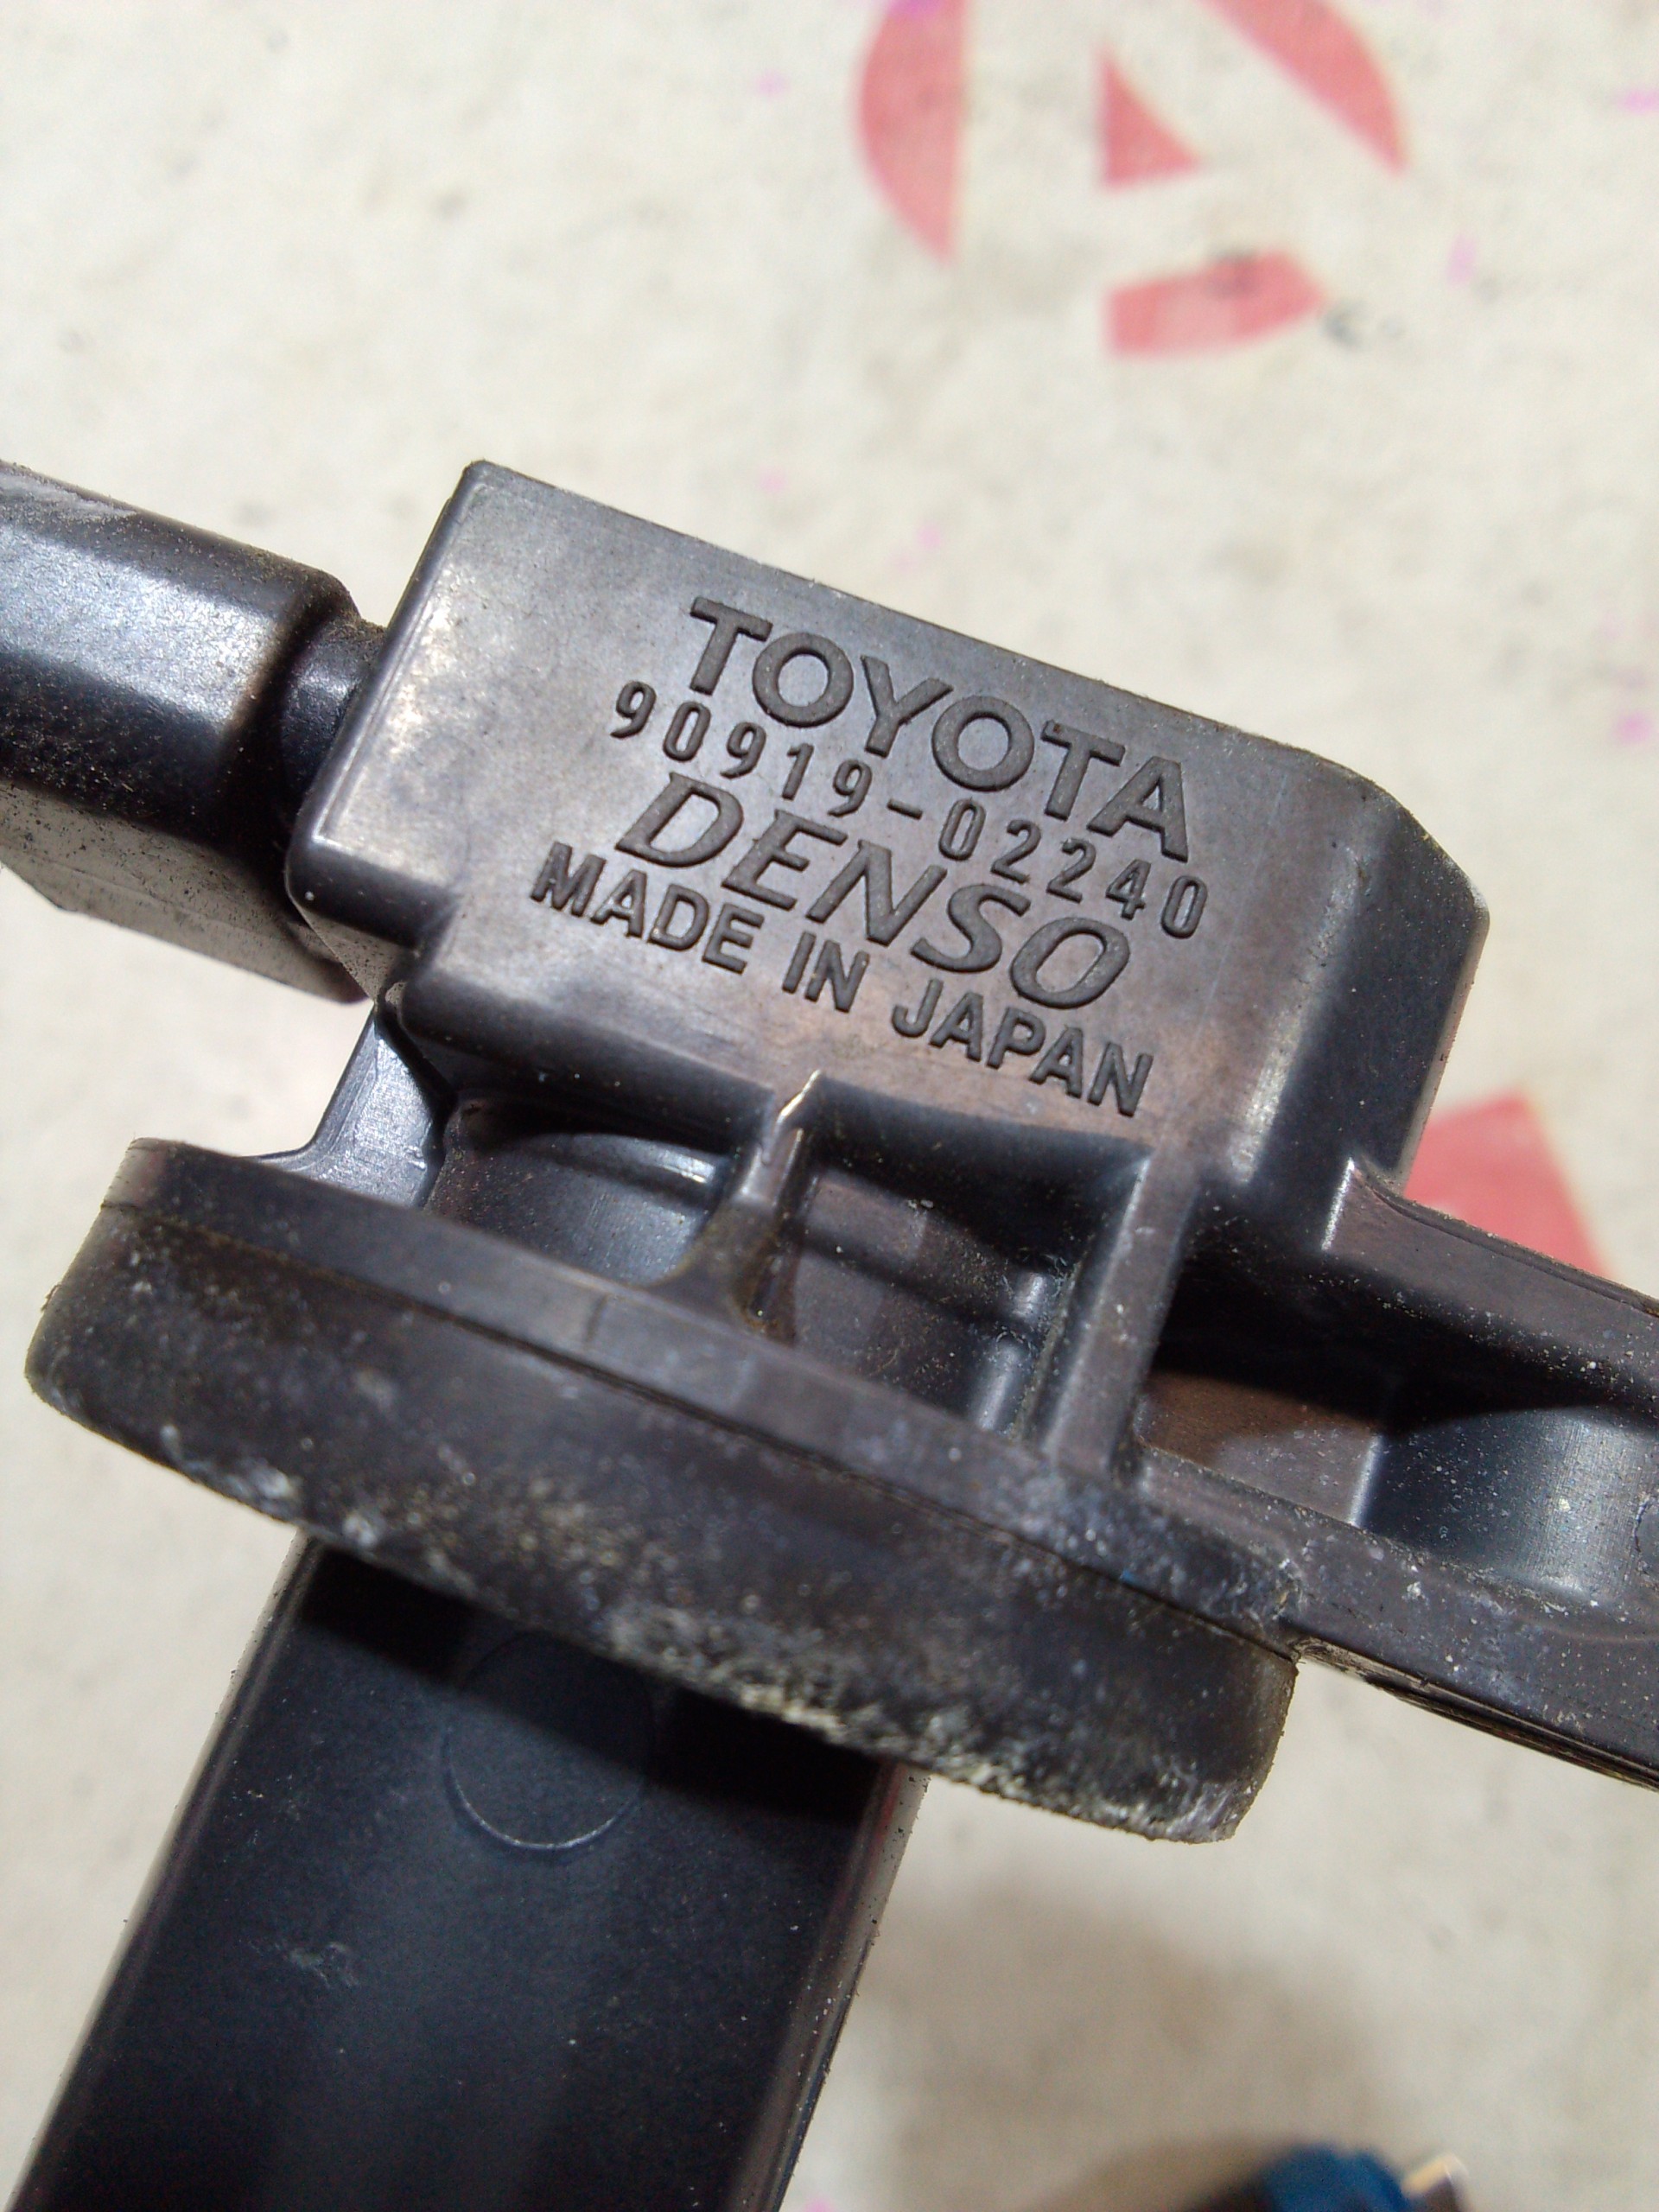 TOYOTA
90919-02240
DENSO
MADE IN JAPAN